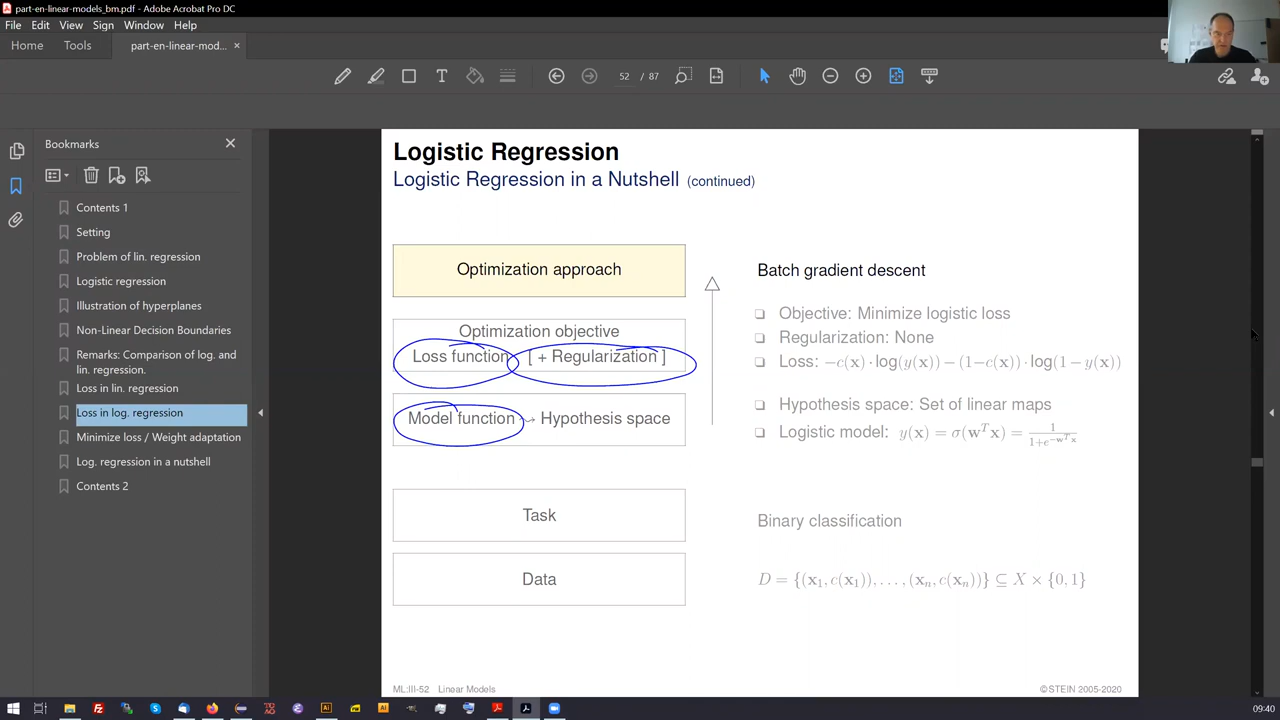 part-en-linear-models_bm.pdf - Adobe Acrobat Pro DC
File Edit View Sign Window Help
Home Tools part-en-linear-mod... ×
52 / 87
Bookmarks
Contents 1
Setting
Problem of lin. regression
Logistic regression
Illustration of hyperplanes
Non-Linear Decision Boundaries
Remarks: Comparison of log. and
lin. regression.
Loss in lin. regression
Loss in log. regression
Minimize loss / Weight adaptation
Log. regression in a nutshell
Contents 2
Logistic Regression
Logistic Regression in a Nutshell (continued)
Optimization approach
Batch gradient descent
Optimization objective
Loss function [ + Regularization ]
❑ Objective: Minimize logistic loss
❑ Regularization: None
❑ Loss: −c(x) · log(y(x)) − (1−c(x)) · log(1 − y(x))
Model function ⇝ Hypothesis space
❑ Hypothesis space: Set of linear maps
❑ Logistic model: y(x) = σ(wᵀx) = 1/(1+e^(−wᵀx))
Task
Binary classification
Data
D = {(x₁, c(x₁)), . . . , (xₙ, c(xₙ))} ⊆ X × {0, 1}
ML:III-52 Linear Models
© STEIN 2005-2020
09:40